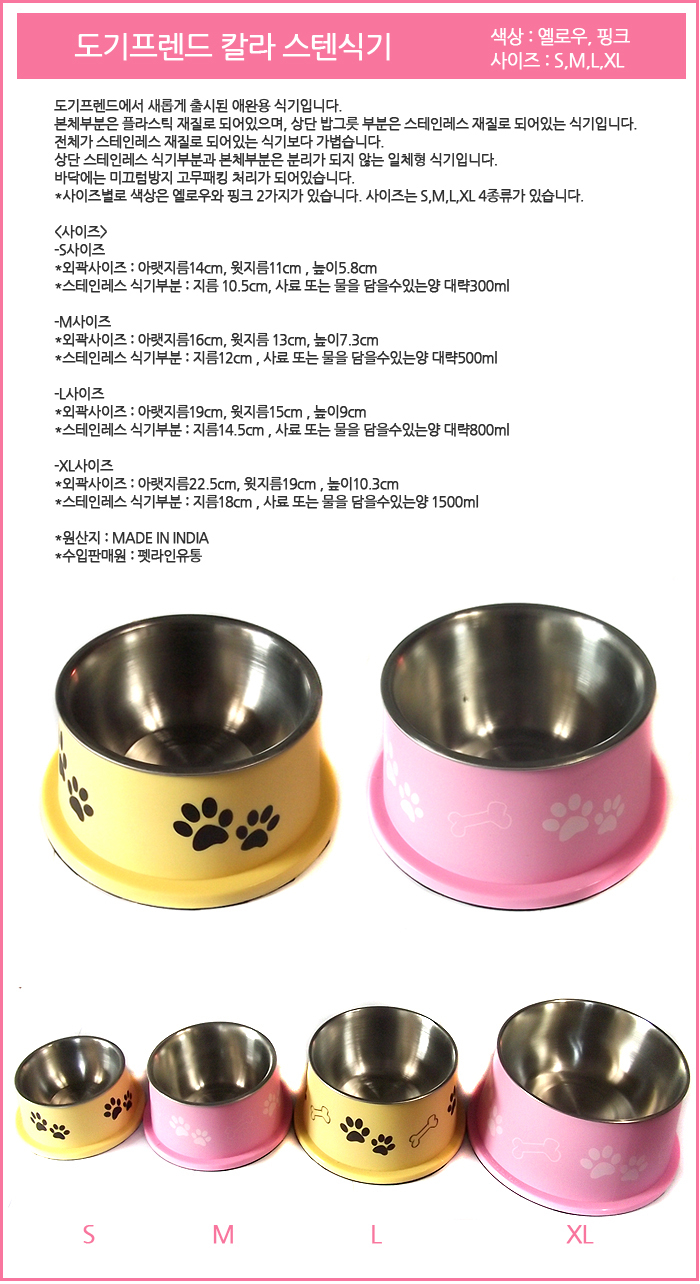 도기프렌드 칼라 스텐식기
색상 : 옐로우, 핑크
사이즈 : S,M,L,XL
도기프렌드에서 새롭게 출시된 애완용 식기입니다.
본체부분은 플라스틱 재질로 되어있으며, 상단 밥그릇 부분은 스테인레스 재질로 되어있는 식기입니다.
전체가 스테인레스 재질로 되어있는 식기보다 가볍습니다.
상단 스테인레스 식기부분과 본체부분은 분리가 되지 않는 일체형 식기입니다.
바닥에는 미끄럼방지 고무패킹 처리가 되어있습니다.
*사이즈별로 색상은 옐로우와 핑크 2가지가 있습니다. 사이즈는 S,M,L,XL 4종류가 있습니다.
<사이즈>
-S사이즈
*외곽사이즈 : 아랫지름14cm, 윗지름11cm , 높이5.8cm
*스테인레스 식기부분 : 지름 10.5cm, 사료 또는 물을 담을수있는양 대략300ml
-M사이즈
*외곽사이즈 : 아랫지름16cm, 윗지름 13cm, 높이7.3cm
*스테인레스 식기부분 : 지름12cm , 사료 또는 물을 담을수있는양 대략500ml
-L사이즈
*외곽사이즈 : 아랫지름19cm, 윗지름15cm , 높이9cm
*스테인레스 식기부분 : 지름14.5cm , 사료 또는 물을 담을수있는양 대략800ml
-XL사이즈
*외곽사이즈 : 아랫지름22.5cm, 윗지름19cm , 높이10.3cm
*스테인레스 식기부분 : 지름18cm , 사료 또는 물을 담을수있는양 1500ml
*원산지 : MADE IN INDIA
*수입판매원 : 펫라인유통
S M L XL